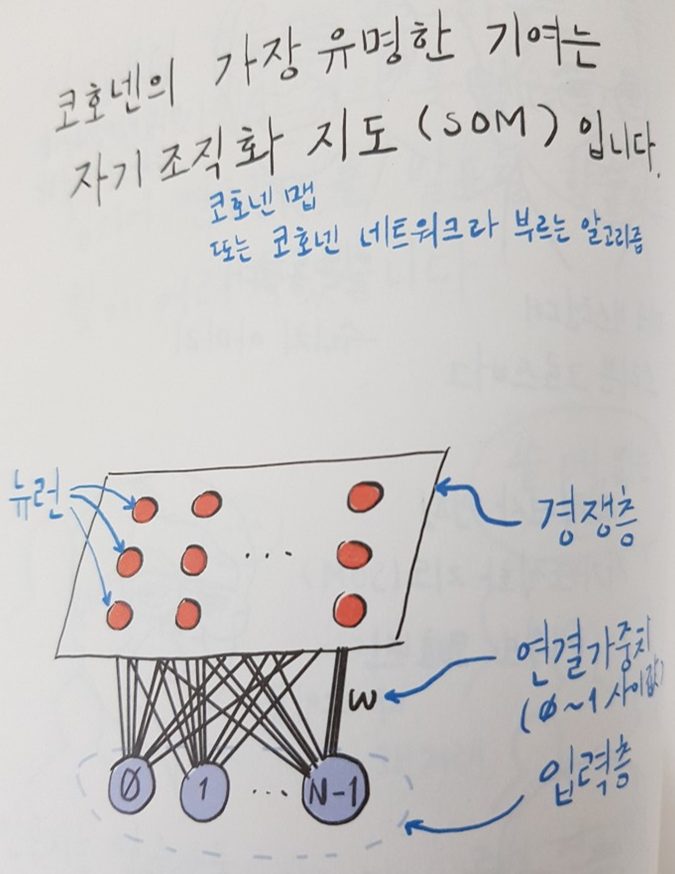 코호넨의 가장 유명한 기여는
자기 조직화 지도 (SOM) 입니다.
코호넨 맵
또는 코호넨 네트워크라 부르는 알고리즘
뉴런
...
경쟁층
연결가중치
w
(0~1 사이값)
0 1 ... N-1
입력층